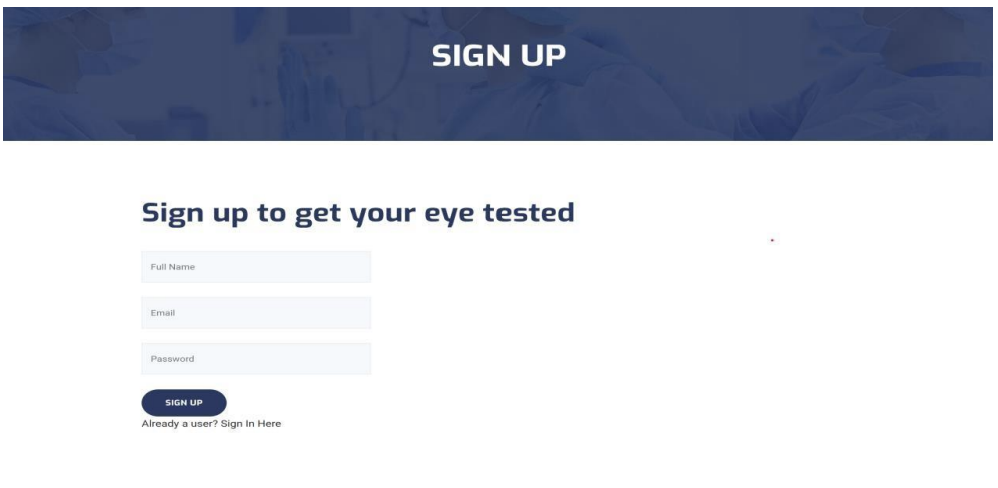 SIGN UP
Sign up to get your eye tested
Full Name
Email
Password
SIGN UP
Already a user? Sign In Here